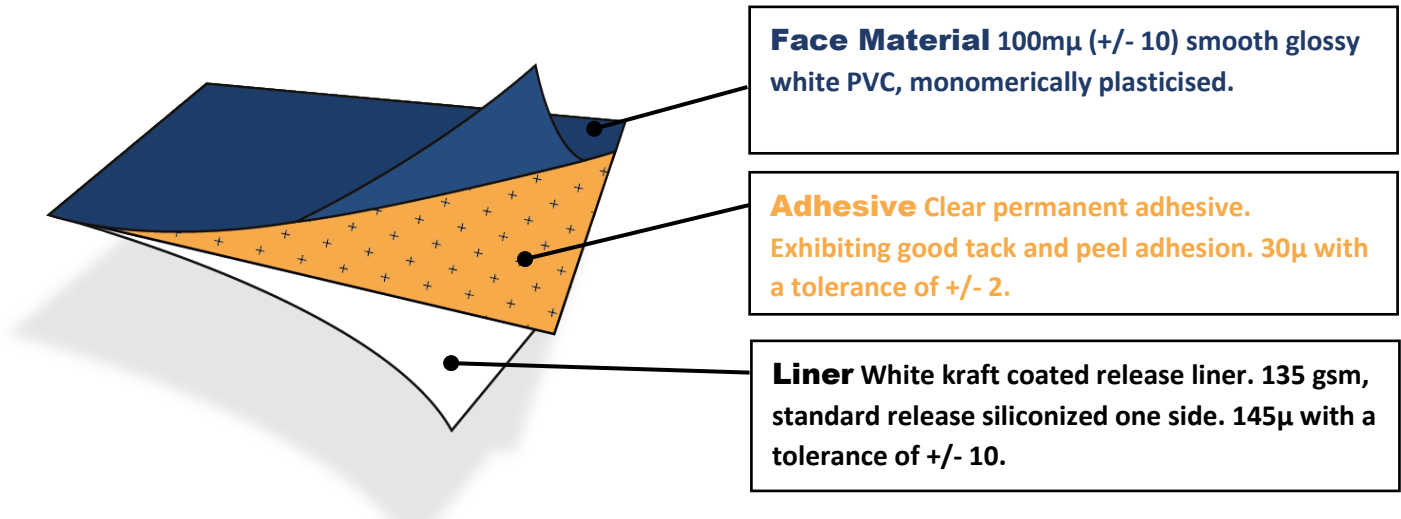 Face Material 100mµ (+/- 10) smooth glossy
white PVC, monomerically plasticised.
Adhesive Clear permanent adhesive.
Exhibiting good tack and peel adhesion. 30µ with
a tolerance of +/- 2.
Liner White kraft coated release liner. 135 gsm,
standard release siliconized one side. 145µ with a
tolerance of +/- 10.